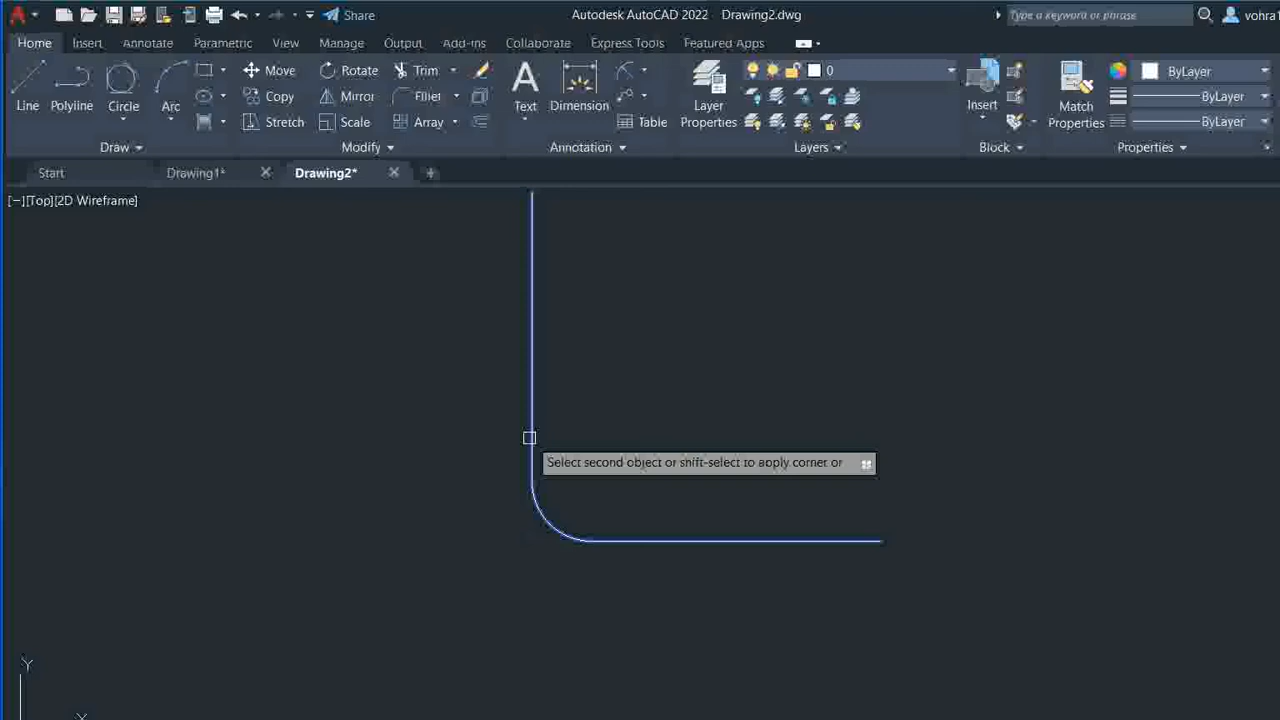 Share Autodesk AutoCAD 2022 Drawing2.dwg Type a keyword or phrase vohra
Home Insert Annotate View Parametric Manage Output Add-ins Collaborate Express Tools Featured Apps
Line Polyline Circle Arc
Move Rotate Trim
Copy Mirror Fillet
Stretch Scale Array
Text Dimension Table
Layer Properties
0
Insert
Match Properties
ByLayer
ByLayer
ByLayer
Draw Modify Annotation Layers Block Properties
Start Drawing1* Drawing2*
[−][Top][2D Wireframe]
Select second object or shift-select to apply corner or
Y
X